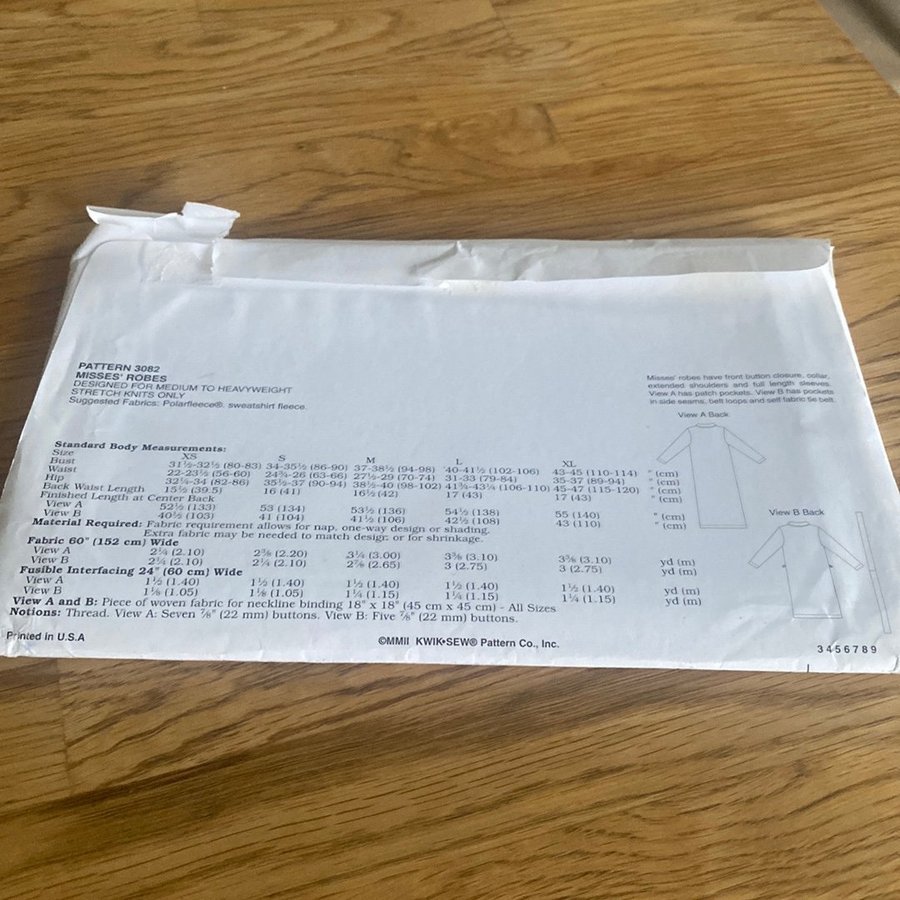 PATTERN 3082
MISSES' ROBES
DESIGNED FOR MEDIUM TO HEAVYWEIGHT
STRETCH KNITS ONLY
Suggested Fabrics: Polarfleece®, sweatshirt fleece.
Misses' robes have front button closure, collar,
extended shoulders and full length sleeves.
View A has patch pockets. View B has pockets
in side seams, belt loops and self fabric tie belt.
View A Back
View B Back
Standard Body Measurements:
Size XS S M L XL
Bust 31½-32½ (80-83) 34-35½ (86-90) 37-38½ (94-98) 40-41½ (102-106) 43-45 (110-114) " (cm)
Waist 22-23½ (56-60) 24¾-26 (63-66) 27½-29 (70-74) 31-33 (79-84) 35-37 (89-94) " (cm)
Hip 32¼-34 (82-86) 35½-37 (90-94) 38½-40 (98-102) 41¾-43¼ (106-110) 45-47 (115-120) " (cm)
Back Waist Length 15½ (39.5) 16 (41) 16½ (42) 17 (43) 17 (43) " (cm)
Finished Length at Center Back
View A 52½ (133) 53 (134) 53½ (136) 54½ (138) 55 (140) " (cm)
View B 40½ (103) 41 (104) 41½ (106) 42½ (108) 43 (110) " (cm)
Material Required: Fabric requirement allows for nap, one-way design or shading.
Extra fabric may be needed to match design or for shrinkage.
Fabric 60" (152 cm) Wide
View A 2¼ (2.10) 2⅜ (2.20) 3¼ (3.00) 3⅜ (3.10) 3⅜ (3.10) yd (m)
View B 2¼ (2.10) 2¼ (2.10) 2⅞ (2.65) 3 (2.75) 3 (2.75) yd (m)
Fusible Interfacing 24" (60 cm) Wide
View A 1½ (1.40) 1½ (1.40) 1½ (1.40) 1½ (1.40) 1½ (1.40) yd (m)
View B 1⅛ (1.05) 1⅛ (1.05) 1¼ (1.15) 1¼ (1.15) 1¼ (1.15) yd (m)
View A and B: Piece of woven fabric for neckline binding 18" x 18" (45 cm x 45 cm) - All Sizes
Notions: Thread. View A: Seven ⅞" (22 mm) buttons. View B: Five ⅞" (22 mm) buttons.
Printed in U.S.A
©MMII KWIK•SEW® Pattern Co., Inc.
3 4 5 6 7 8 9